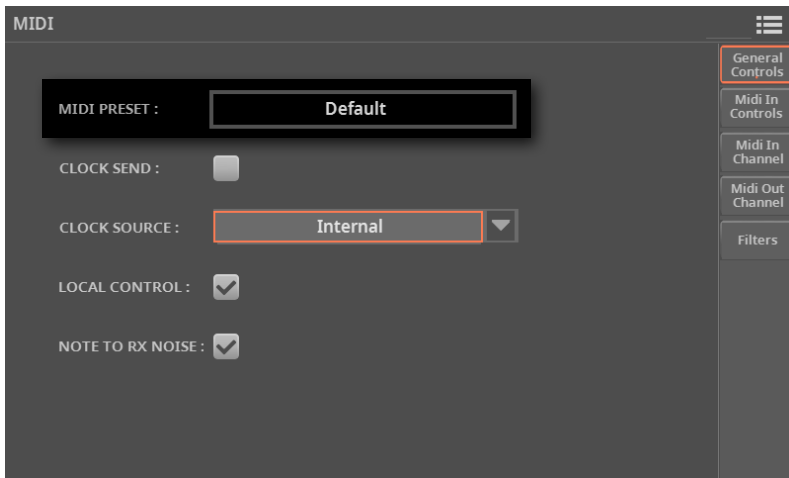 MIDI
MIDI PRESET :
Default
CLOCK SEND :
CLOCK SOURCE :
Internal
LOCAL CONTROL :
NOTE TO RX NOISE :
General
Controls
Midi In
Controls
Midi In
Channel
Midi Out
Channel
Filters